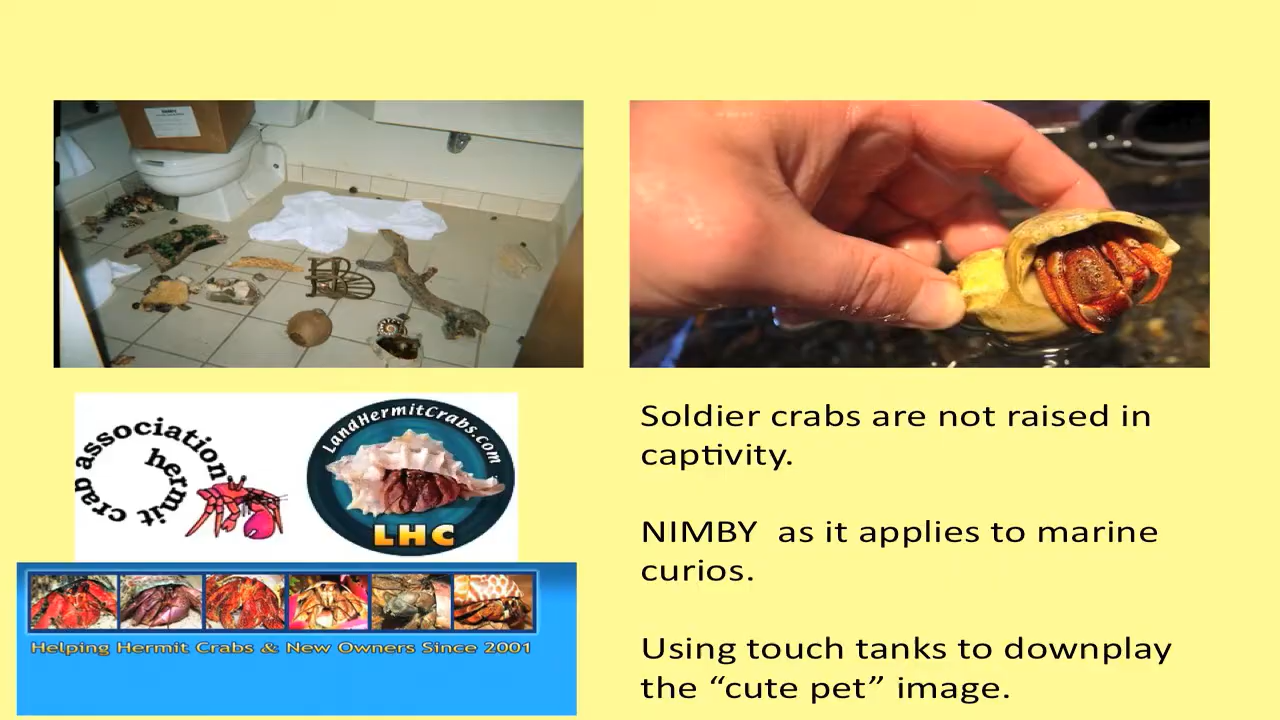 hermit crab association
LandHermitCrabs.com
LHC
Helping Hermit Crabs & New Owners Since 2001
Soldier crabs are not raised in
captivity.
NIMBY as it applies to marine
curios.
Using touch tanks to downplay
the “cute pet” image.